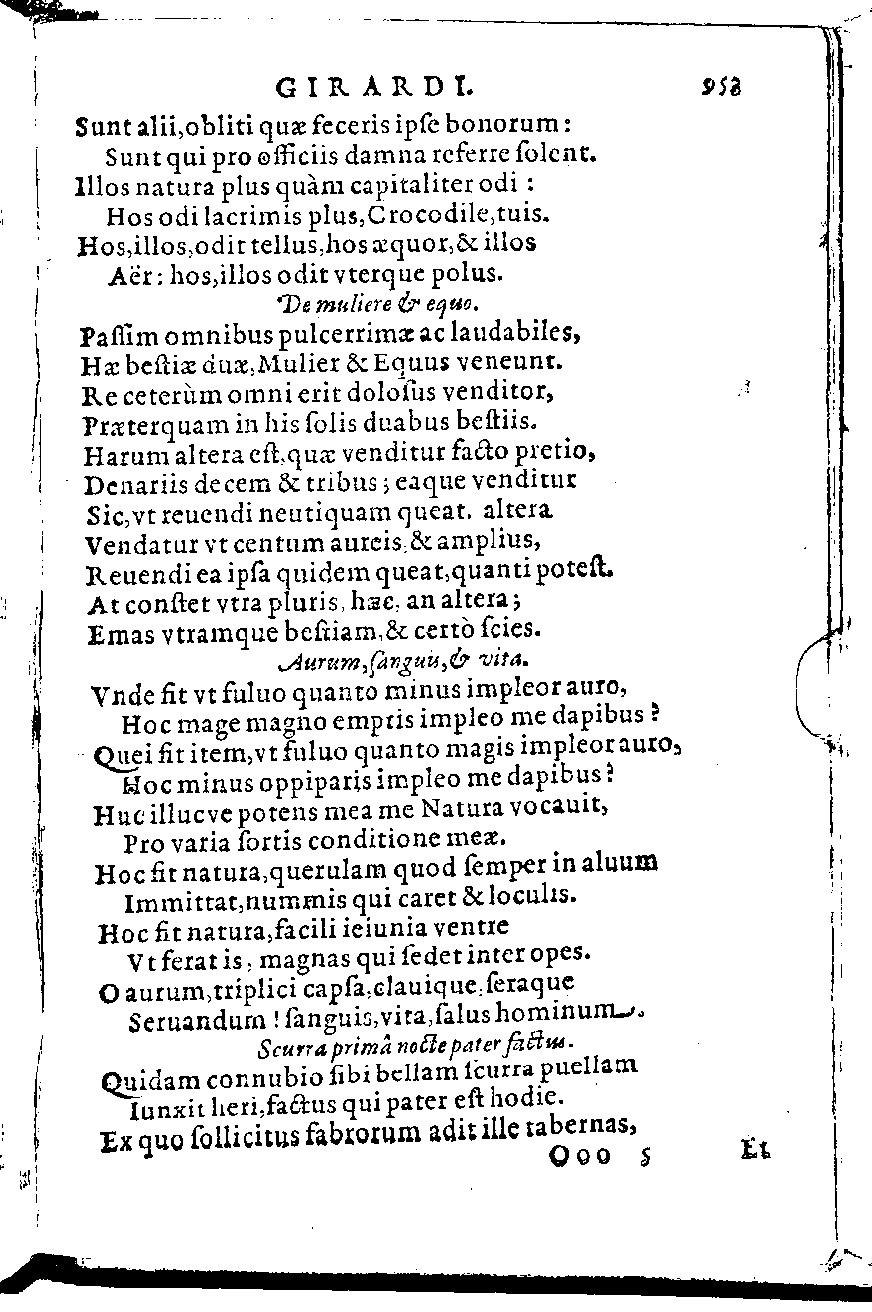 GIRARDI. 953
Sunt alii,obliti quæ feceris ipſe bonorum:
Sunt qui pro officiis damna referre ſolent.
Illos natura plus quàm capitaliter odi :
Hos odi lacrimis plus,Crocodile,tuis.
Hos,illos,odit tellus,hos æquor,& illos
Aër: hos,illos odit vterque polus.
De muliere & equo.
Paſſim omnibus pulcerrimæ ac laudabiles,
Hæ beſtiæ duæ,Mulier & Equus veneunt.
Re ceterùm omni erit doloſus venditor,
Præterquam in his ſolis duabus beſtiis.
Harum altera eſt,quæ venditur facto pretio,
Denariis decem & tribus; eaque venditur
Sic,vt reuendi neutiquam queat. altera
Vendatur vt centum aureis,& amplius,
Reuendi ea ipſa quidem queat,quanti poteſt.
At conſtet vtra pluris, hæc, an altera;
Emas vtramque beſtiam,& certò ſcies.
Aurum,ſanguis,& vita.
Vnde fit vt fuluo quanto minus impleor auro,
Hoc mage magno emptis impleo me dapibus?
Quei fit item,vt fuluo quanto magis impleor auro,
Hoc minus oppiparis impleo me dapibus?
Huc illucve potens mea me Natura vocauit,
Pro varia ſortis conditione meæ.
Hoc fit natura,querulam quod ſemper in aluum
Immittat,nummis qui caret & loculis.
Hoc fit natura,facili ieiunia ventre
Vt ferat is, magnas qui ſedet inter opes.
O aurum,triplici capſa,clauique,ſeraque
Seruandum ! ſanguis,vita,ſalus hominum.
Scurra primâ nocte pater factus.
Quidam connubio ſibi bellam ſcurra puellam
Iunxit heri,factus qui pater eſt hodie.
Ex quo ſollicitus fabrorum adit ille tabernas,
Ooo 5 Et